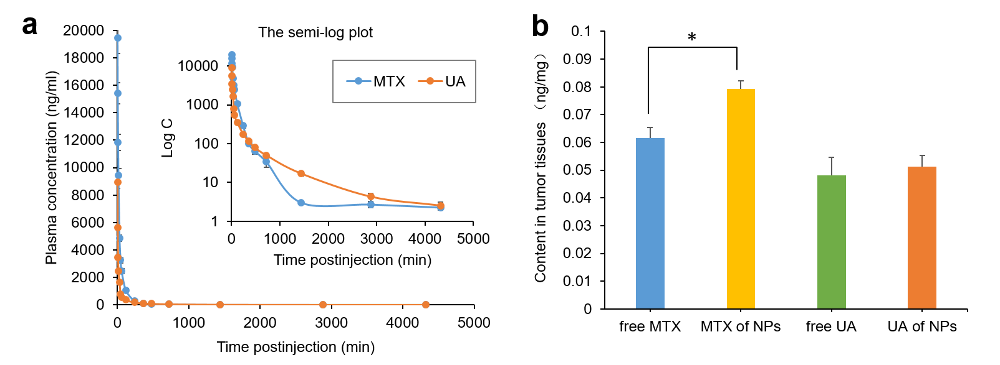 a
Plasma concentration (ng/ml)
20000
18000
16000
14000
12000
10000
8000
6000
4000
2000
0
0 1000 2000 3000 4000 5000
Time postinjection (min)
The semi-log plot
MTX UA
Log C
10000
1000
100
10
1
0 1000 2000 3000 4000 5000
Time postinjection (min)
b
Content in tumor tissues （ng/mg）
0.1
0.09
0.08
0.07
0.06
0.05
0.04
0.03
0.02
0.01
0
*
free MTX MTX of NPs free UA UA of NPs